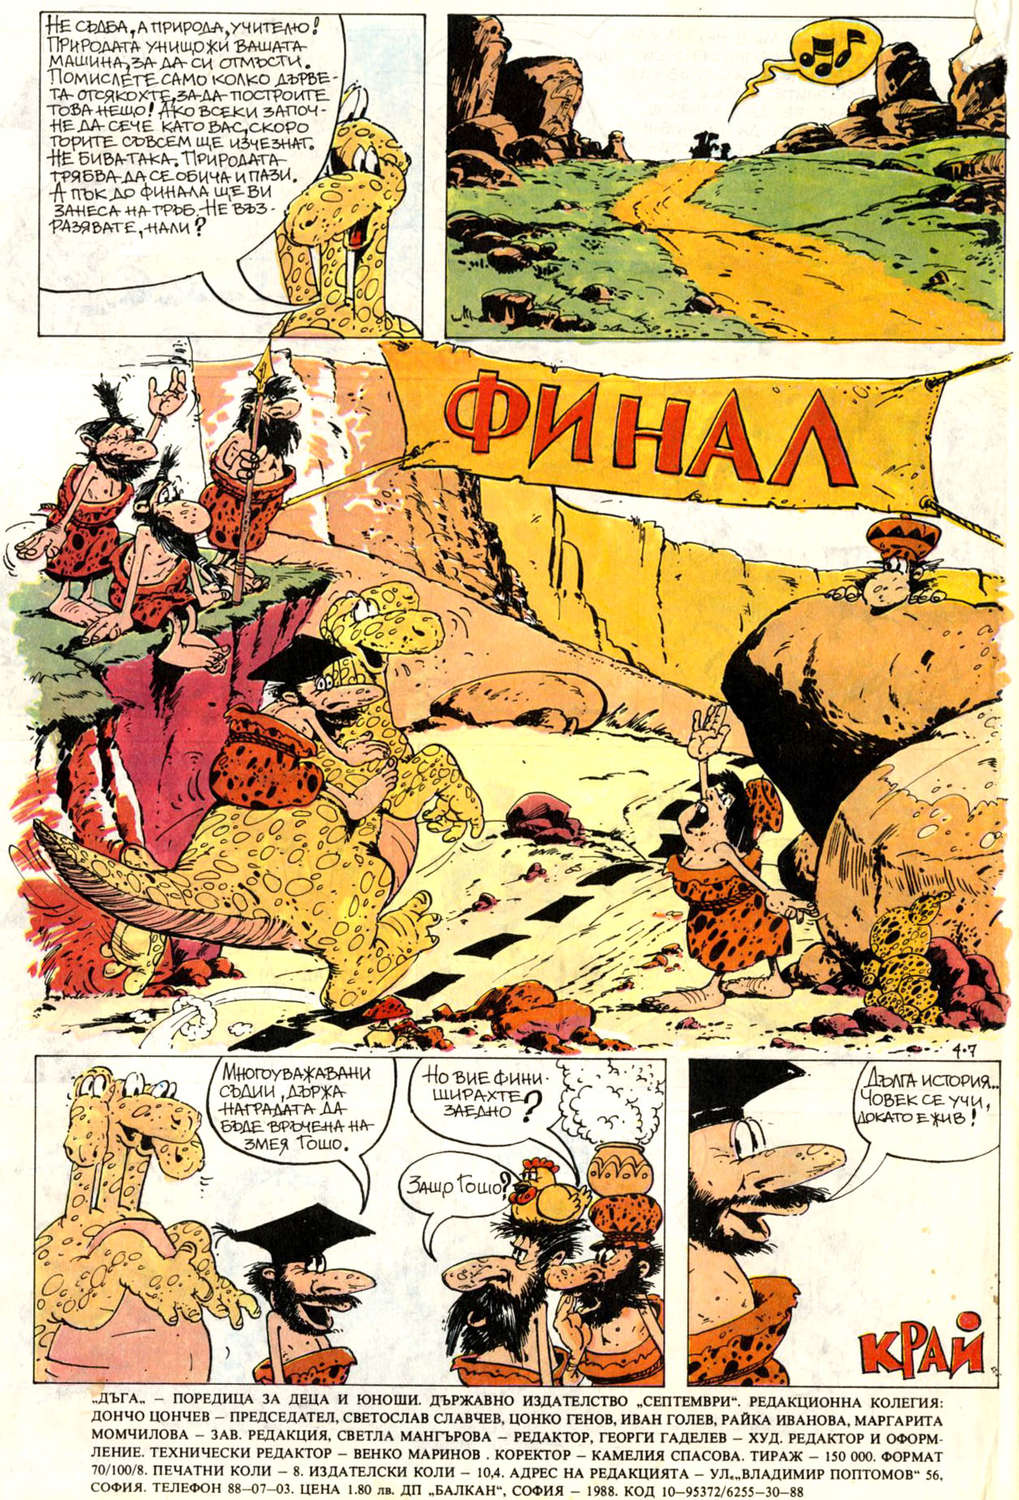 НЕ СЪДБА, А ПРИРОДА, УЧИТЕЛЮ!
ПРИРОДАТА УНИЩОЖИ ВАШАТА
МАШИНА, ЗА ДА СИ ОТМЪСТИ.
ПОМИСЛЕТЕ САМО КОЛКО ДЪРВЕ-
ТА ОТСЯКОХТЕ, ЗА ДА ПОСТРОИТЕ
ТОВА НЕЩО! АКО ВСЕКИ ЗАПОЧ-
НЕ ДА СЕЧЕ КАТО ВАС, СКОРО
ГОРИТЕ СЪВСЕМ ЩЕ ИЗЧЕЗНАТ.
НЕ БИВА ТАКА. ПРИРОДАТА
ТРЯБВА ДА СЕ ОБИЧА И ПАЗИ.
А ПЪК ДО ФИНАЛА ЩЕ ВИ
ЗАНЕСА НА ГРЪБ. НЕ ВЪЗ-
РАЗЯВАТЕ, НАЛИ?
ФИНАЛ
4-7
МНОГОУВАЖАВАНИ
СЪДИИ, ДЪРЖА
НАГРАДАТА ДА
БЪДЕ ВРЪЧЕНА НА
ЗМЕЯ ГОШО.
НО ВИЕ ФИНИ-
ШИРАХТЕ
ЗАЕДНО?
ЗАЩО ГОШО?
ДЪЛГА ИСТОРИЯ..
ЧОВЕК СЕ УЧИ,
ДОКАТО Е ЖИВ!
КРАЙ
„ДЪГА„ — ПОРЕДИЦА ЗА ДЕЦА И ЮНОШИ. ДЪРЖАВНО ИЗДАТЕЛСТВО „СЕПТЕМВРИ“. РЕДАКЦИОННА КОЛЕГИЯ:
ДОНЧО ЦОНЧЕВ — ПРЕДСЕДАТЕЛ, СВЕТОСЛАВ СЛАВЧЕВ, ЦОНКО ГЕНОВ, ИВАН ГОЛЕВ, РАЙКА ИВАНОВА, МАРГАРИТА
МОМЧИЛОВА — ЗАВ. РЕДАКЦИЯ, СВЕТЛА МАНГЪРОВА — РЕДАКТОР, ГЕОРГИ ГАДЕЛЕВ — ХУД. РЕДАКТОР И ОФОРМ-
ЛЕНИЕ. ТЕХНИЧЕСКИ РЕДАКТОР — ВЕНКО МАРИНОВ . КОРЕКТОР — КАМЕЛИЯ СПАСОВА. ТИРАЖ — 150 000. ФОРМАТ
70/100/8. ПЕЧАТНИ КОЛИ — 8. ИЗДАТЕЛСКИ КОЛИ — 10,4. АДРЕС НА РЕДАКЦИЯТА — УЛ.„ВЛАДИМИР ПОПТОМОВ“ 56,
СОФИЯ. ТЕЛЕФОН 88—07—03. ЦЕНА 1.80 лв. ДП „БАЛКАН“, СОФИЯ — 1988. КОД 10—95372/6255—30—88